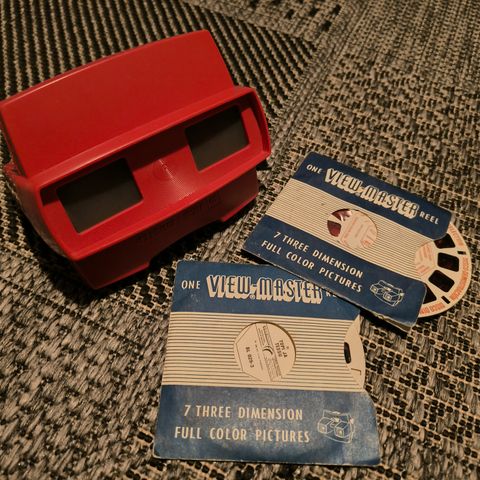 ONE VIEW-MASTER REEL
7 THREE DIMENSION
FULL COLOR PICTURES
ONE VIEW-MASTER REEL
7 THREE DIMENSION
FULL COLOR PICTURES